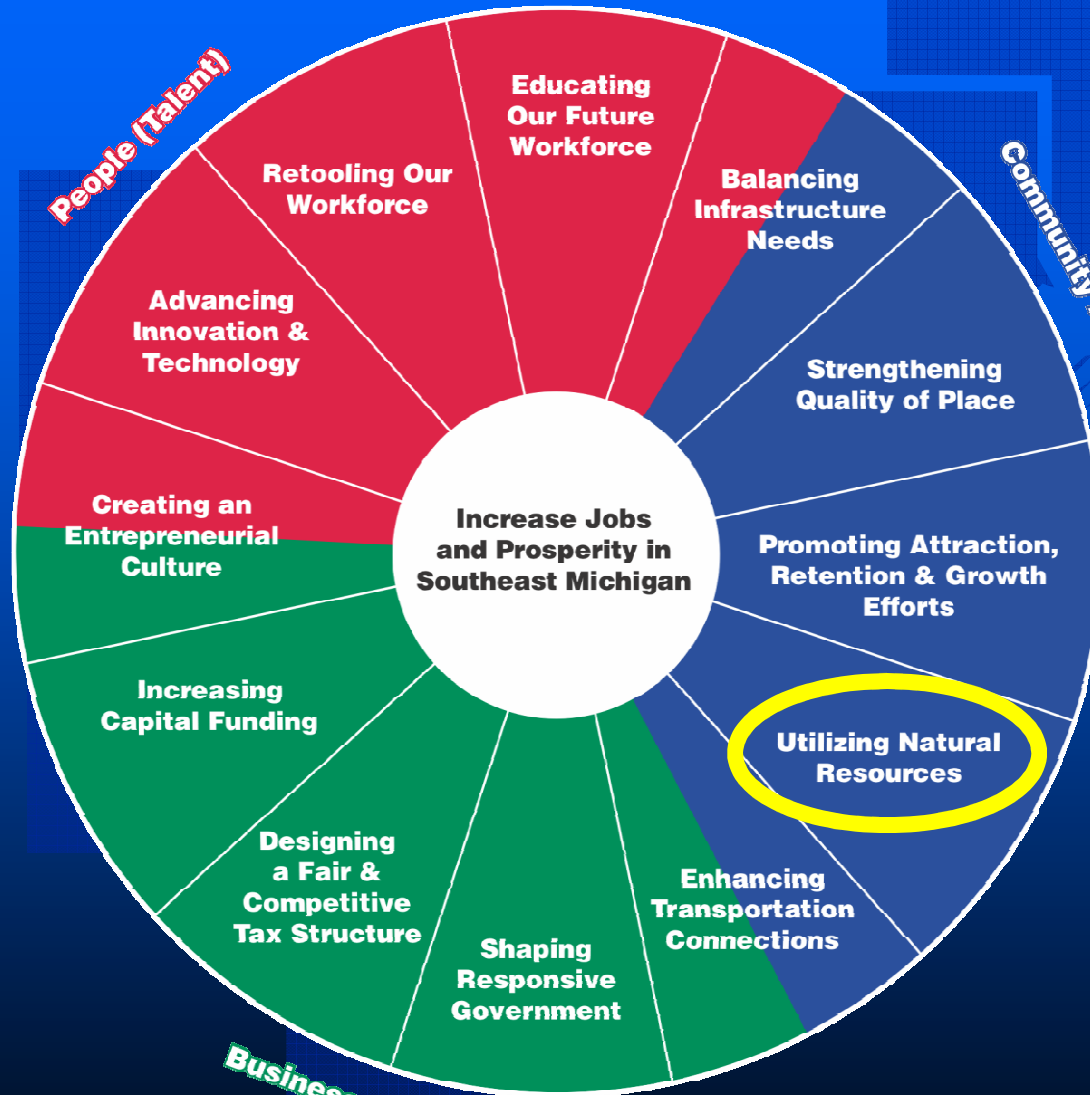 People (Talent)
Educating
Our Future
Workforce
Retooling Our
Workforce
Balancing
Infrastructure
Needs
Community
Advancing
Innovation &
Technology
Strengthening
Quality of Place
Creating an
Entrepreneurial
Culture
Increase Jobs
and Prosperity in
Southeast Michigan
Promoting Attraction,
Retention & Growth
Efforts
Increasing
Capital Funding
Utilizing Natural
Resources
Designing
a Fair &
Competitive
Tax Structure
Enhancing
Transportation
Connections
Shaping
Responsive
Government